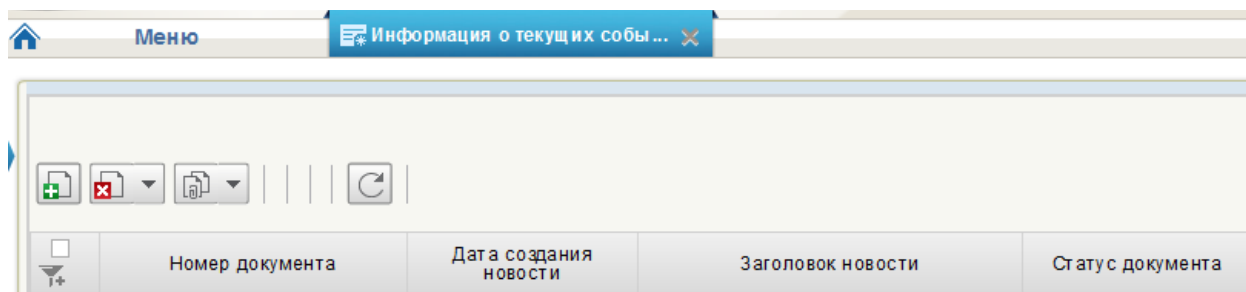 Меню
Информация о текущих собы...
Номер документа
Дата создания
новости
Заголовок новости
Статус документа